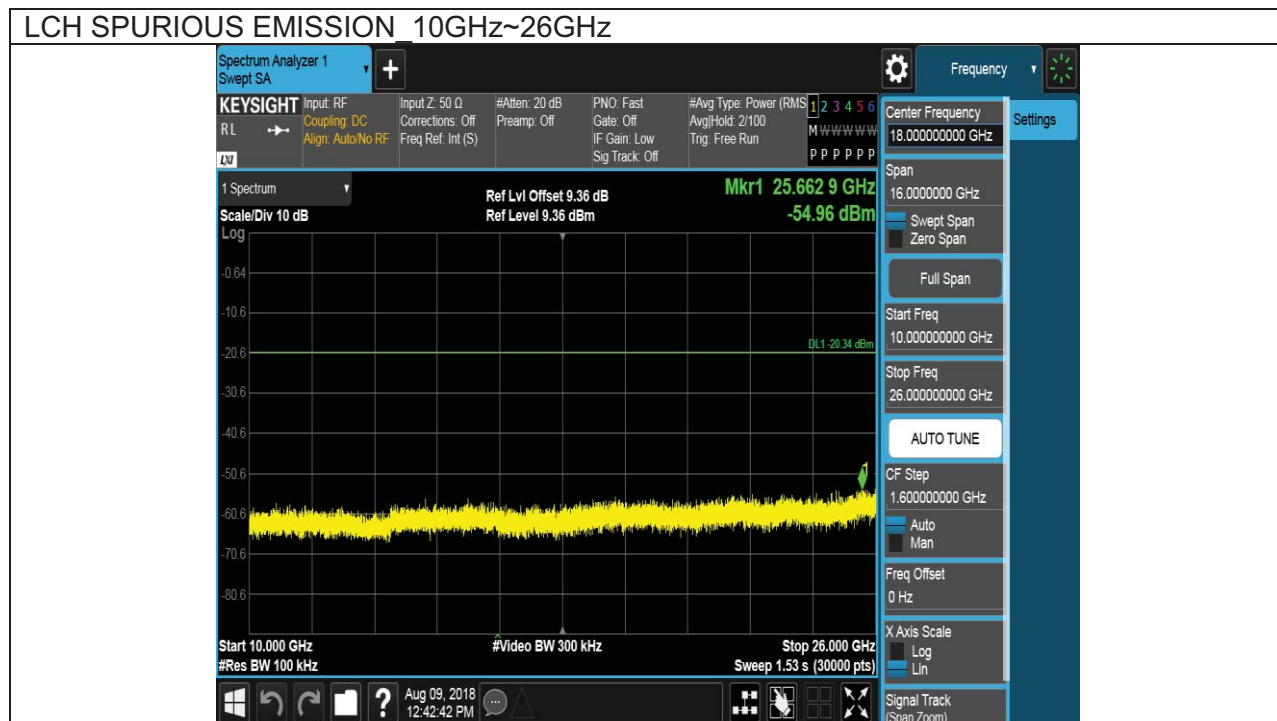 LCH SPURIOUS EMISSION_10GHz~26GHz
Spectrum Analyzer 1
Swept SA
+
Frequency
KEYSIGHT
RL
LXI
Input: RF
Coupling: DC
Align: Auto/No RF
Input Z: 50 Ω
Corrections: Off
Freq Ref: Int (S)
#Atten: 20 dB
Preamp: Off
PNO: Fast
Gate: Off
IF Gain: Low
Sig Track: Off
#Avg Type: Power (RMS
Avg|Hold: 2/100
Trig: Free Run
1 2 3 4 5 6
M W W W W W
P P P P P P
Center Frequency
18.000000000 GHz
Settings
1 Spectrum
Scale/Div 10 dB
Ref Lvl Offset 9.36 dB
Ref Level 9.36 dBm
Mkr1 25.662 9 GHz
-54.96 dBm
Span
16.0000000 GHz
Swept Span
Zero Span
Full Span
Start Freq
10.000000000 GHz
Stop Freq
26.000000000 GHz
AUTO TUNE
CF Step
1.600000000 GHz
Auto
Man
Freq Offset
0 Hz
X Axis Scale
Log
Lin
Signal Track
(Span Zoom)
Log
-0.64
-10.6
-20.6
-30.6
-40.6
-50.6
-60.6
-70.6
-80.6
DL1 -20.34 dBm
1
Start 10.000 GHz
#Res BW 100 kHz
#Video BW 300 kHz
Stop 26.000 GHz
Sweep 1.53 s (30000 pts)
?
Aug 09, 2018
12:42:42 PM